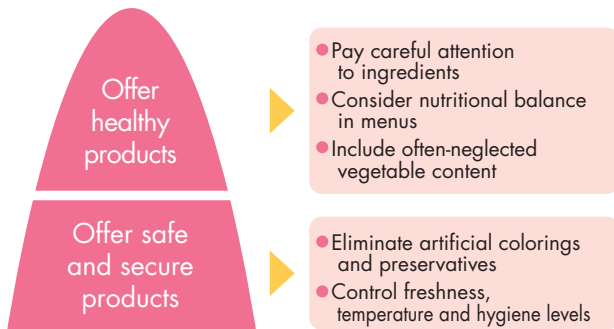 Offer
healthy
products
● Pay careful attention
to ingredients
● Consider nutritional balance
in menus
● Include often-neglected
vegetable content
Offer safe
and secure
products
● Eliminate artificial colorings
and preservatives
● Control freshness,
temperature and hygiene levels